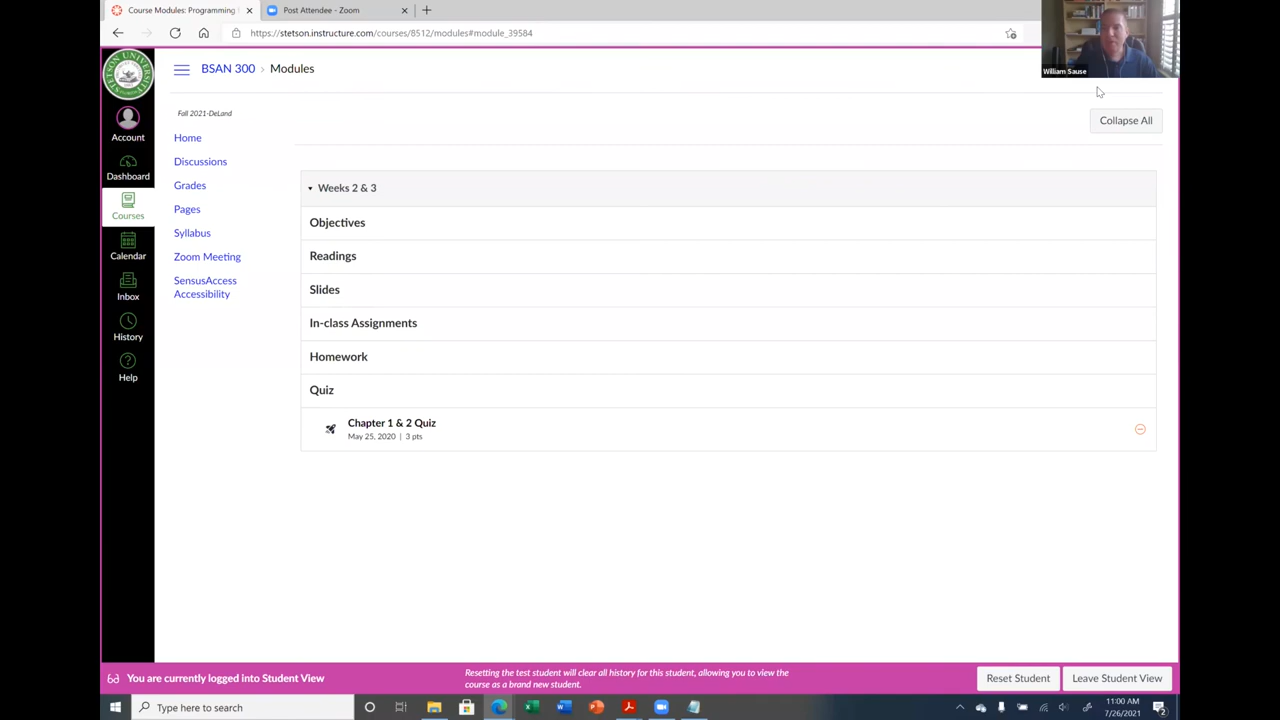 Course Modules: Programming
Post Attendee - Zoom
https://stetson.instructure.com/courses/8512/modules#module_39584
William Sause
STETSON UNIVERSITY
BSAN 300 › Modules
Fall 2021-DeLand
Collapse All
Account
Dashboard
Courses
Calendar
Inbox
History
Help
Home
Discussions
Grades
Pages
Syllabus
Zoom Meeting
SensusAccess
Accessibility
Weeks 2 & 3
Objectives
Readings
Slides
In-class Assignments
Homework
Quiz
Chapter 1 & 2 Quiz
May 25, 2020 | 3 pts
You are currently logged into Student View
Resetting the test student will clear all history for this student, allowing you to view the
course as a brand new student.
Reset Student
Leave Student View
Type here to search
11:00 AM
7/26/2021
2